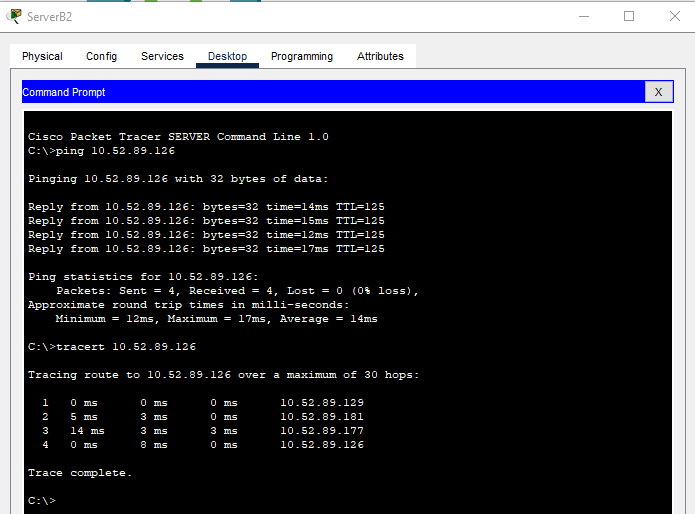 ServerB2
Physical Config Services Desktop Programming Attributes
Command Prompt X
Cisco Packet Tracer SERVER Command Line 1.0
C:\>ping 10.52.89.126
Pinging 10.52.89.126 with 32 bytes of data:
Reply from 10.52.89.126: bytes=32 time=14ms TTL=125
Reply from 10.52.89.126: bytes=32 time=15ms TTL=125
Reply from 10.52.89.126: bytes=32 time=12ms TTL=125
Reply from 10.52.89.126: bytes=32 time=17ms TTL=125
Ping statistics for 10.52.89.126:
Packets: Sent = 4, Received = 4, Lost = 0 (0% loss),
Approximate round trip times in milli-seconds:
Minimum = 12ms, Maximum = 17ms, Average = 14ms
C:\>tracert 10.52.89.126
Tracing route to 10.52.89.126 over a maximum of 30 hops:
1 0 ms 0 ms 0 ms 10.52.89.129
2 5 ms 3 ms 0 ms 10.52.89.181
3 14 ms 3 ms 3 ms 10.52.89.177
4 0 ms 8 ms 0 ms 10.52.89.126
Trace complete.
C:\>